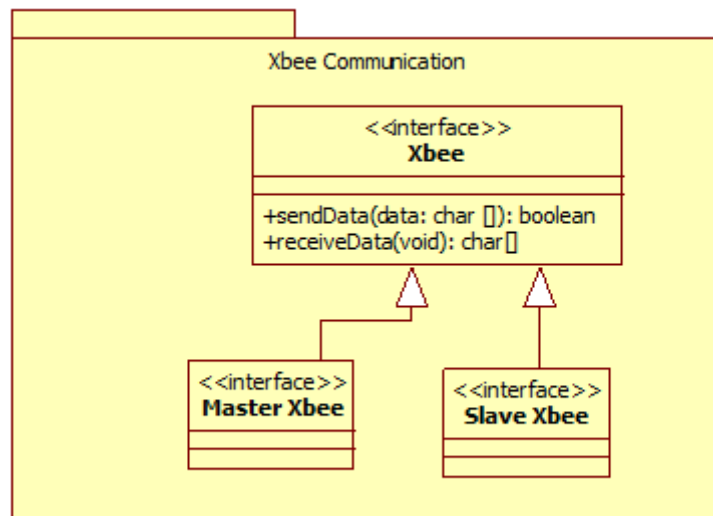 Xbee Communication
<<interface>>
Xbee
+sendData(data: char []): boolean
+receiveData(void): char[]
<<interface>>
Master Xbee
<<interface>>
Slave Xbee